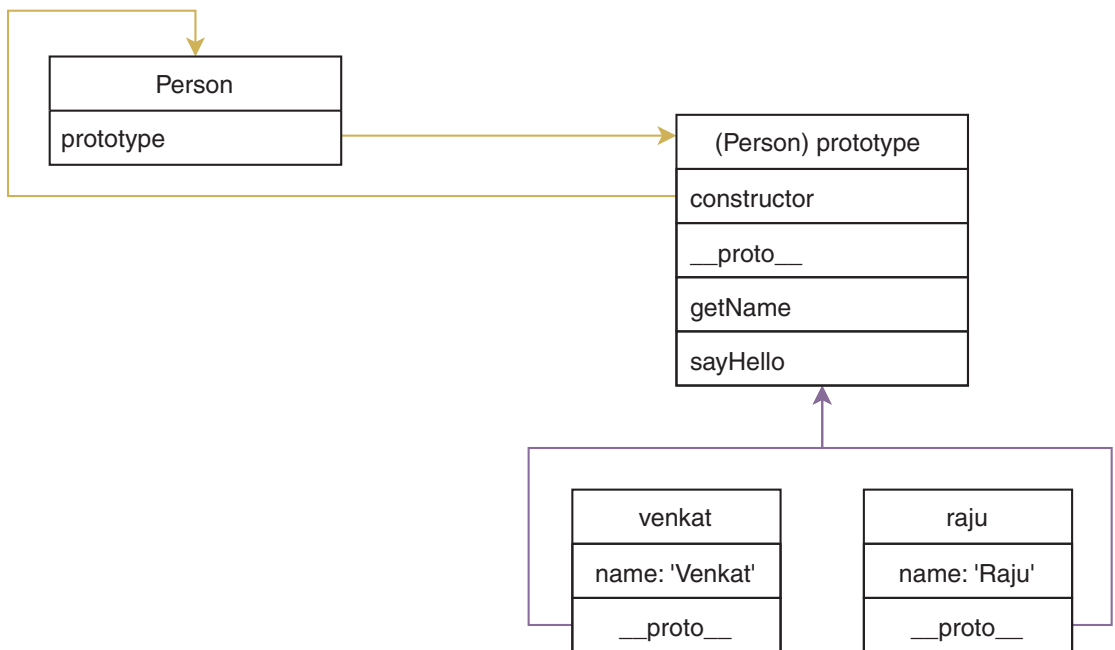 Person
prototype
(Person) prototype
constructor
__proto__
getName
sayHello
venkat
name: 'Venkat'
__proto__
raju
name: 'Raju'
__proto__